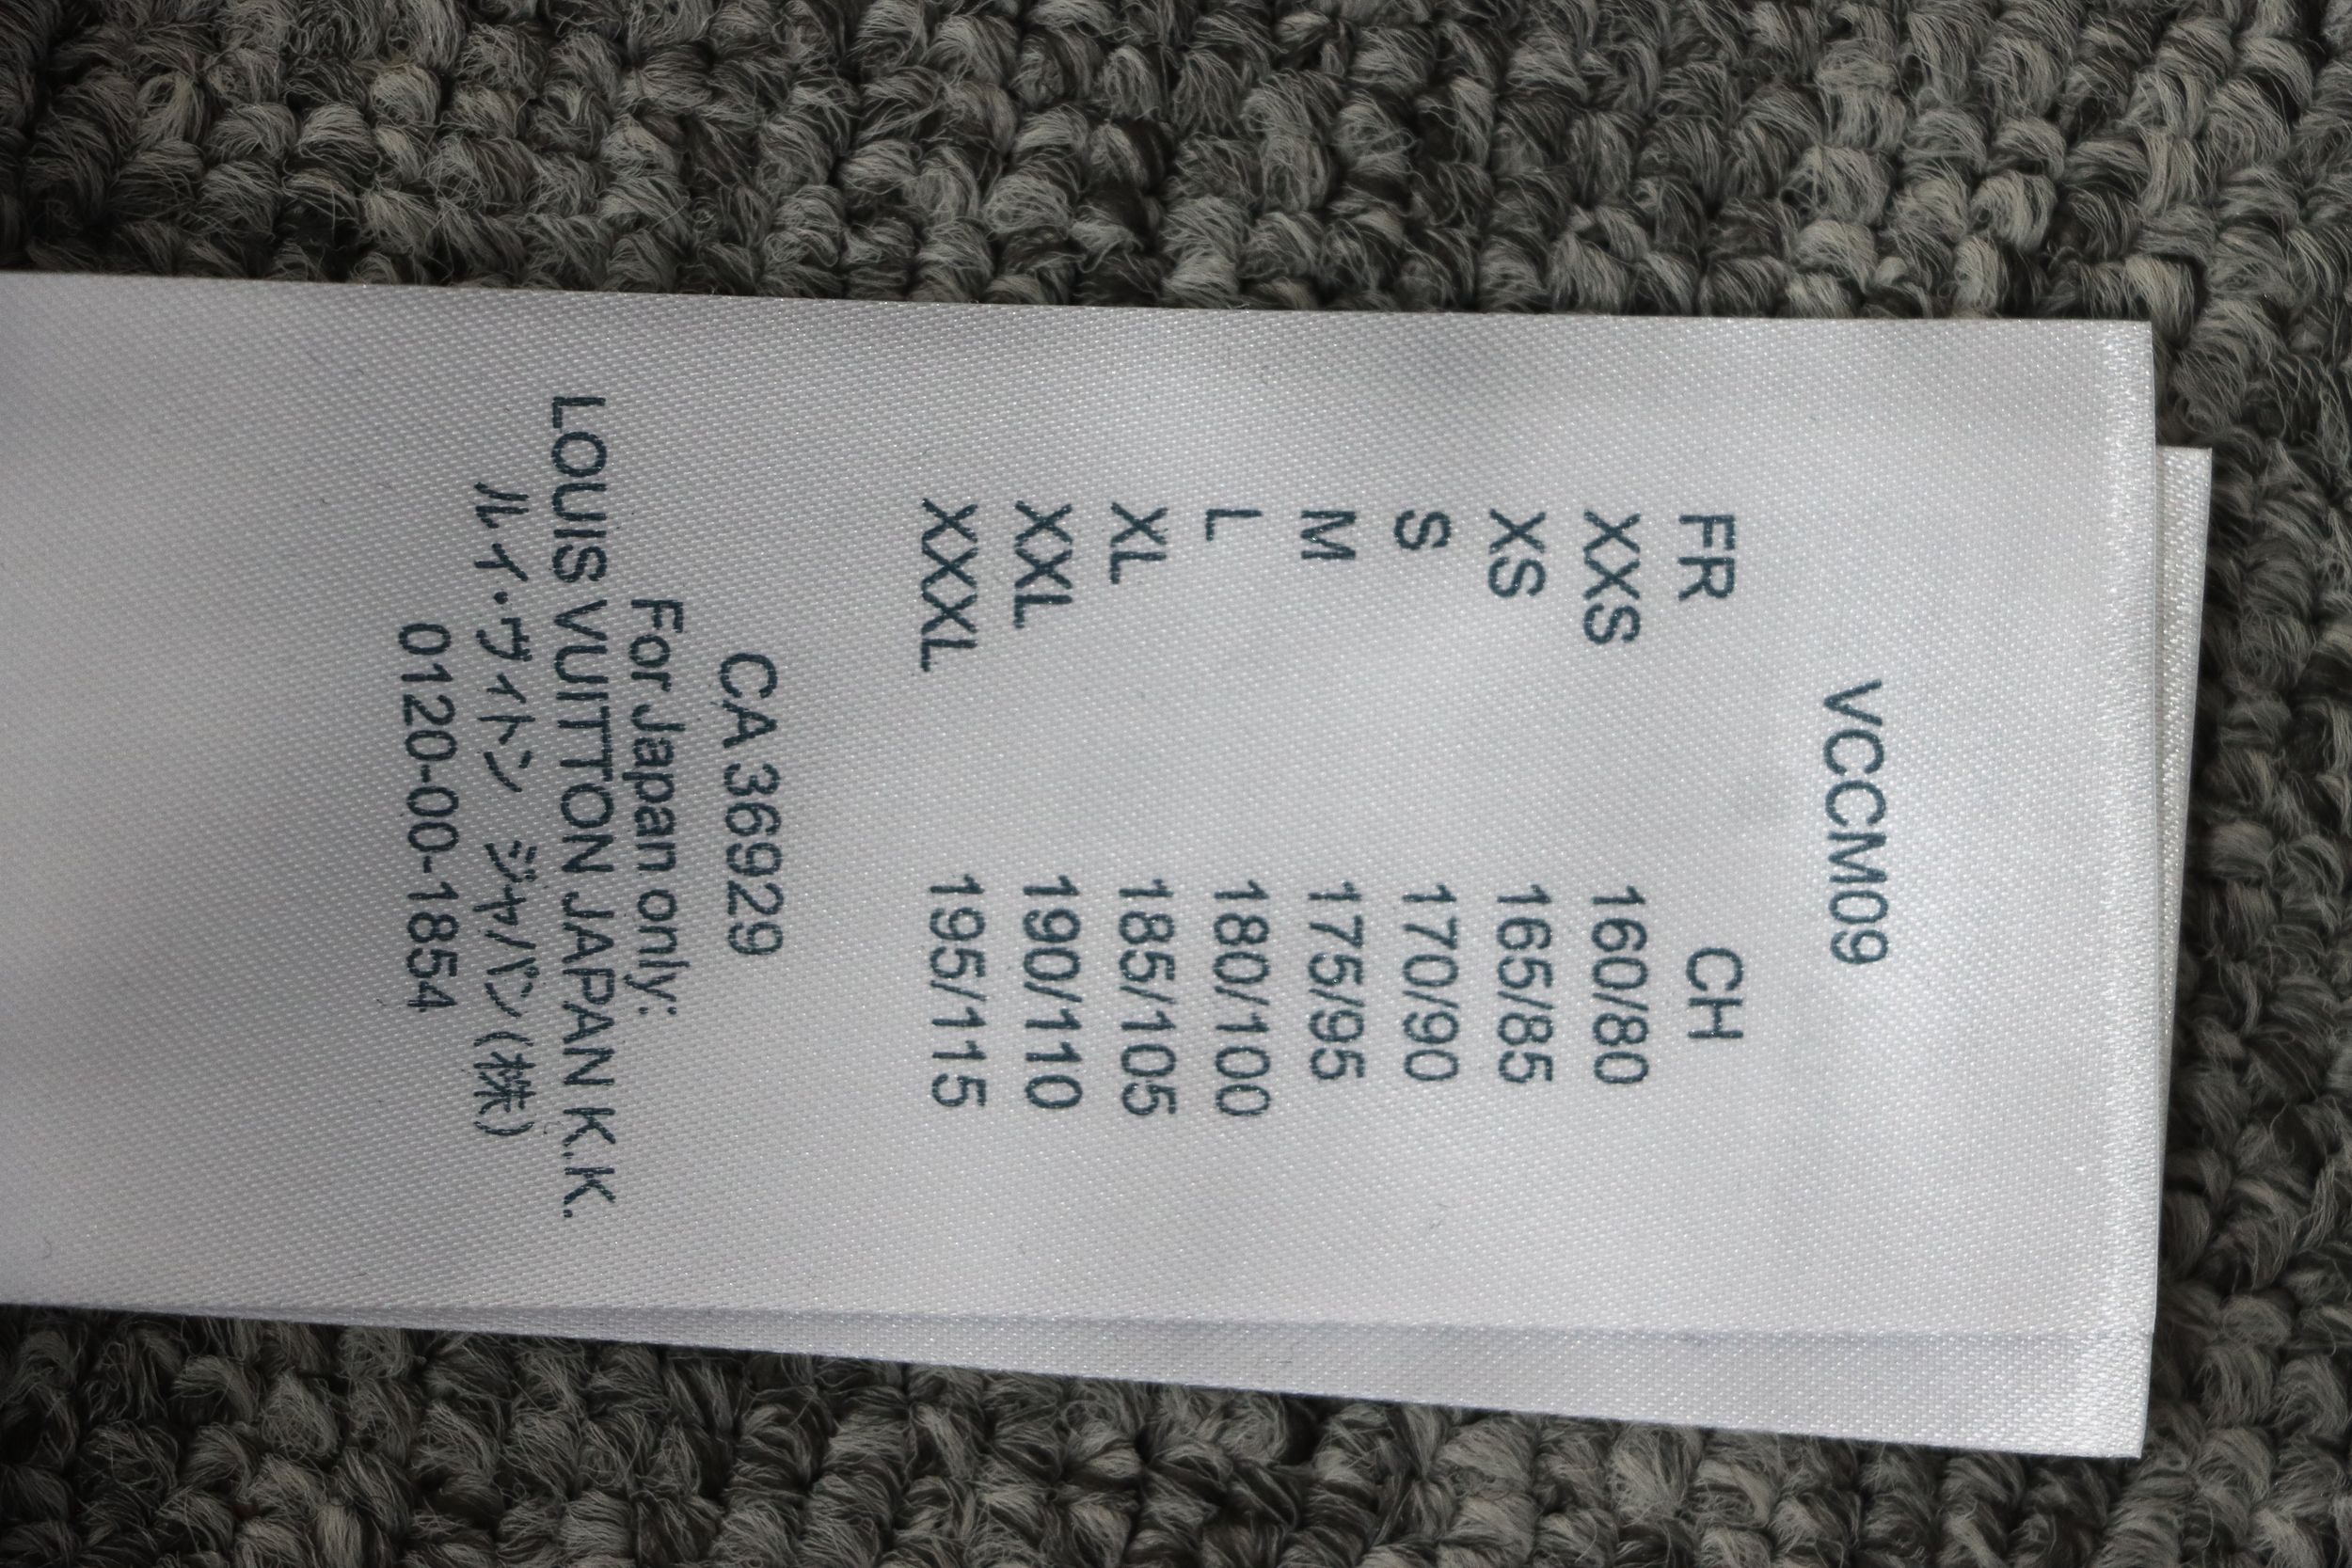 VCCM09
FR CH
XXS 160/80
XS 165/85
S 170/90
M 175/95
L 180/100
XL 185/105
XXL 190/110
XXXL 195/115
CA 36929
For Japan only:
LOUIS VUITTON JAPAN K.K.
ルイ・ヴィトン ジャパン(株)
0120-00-1854